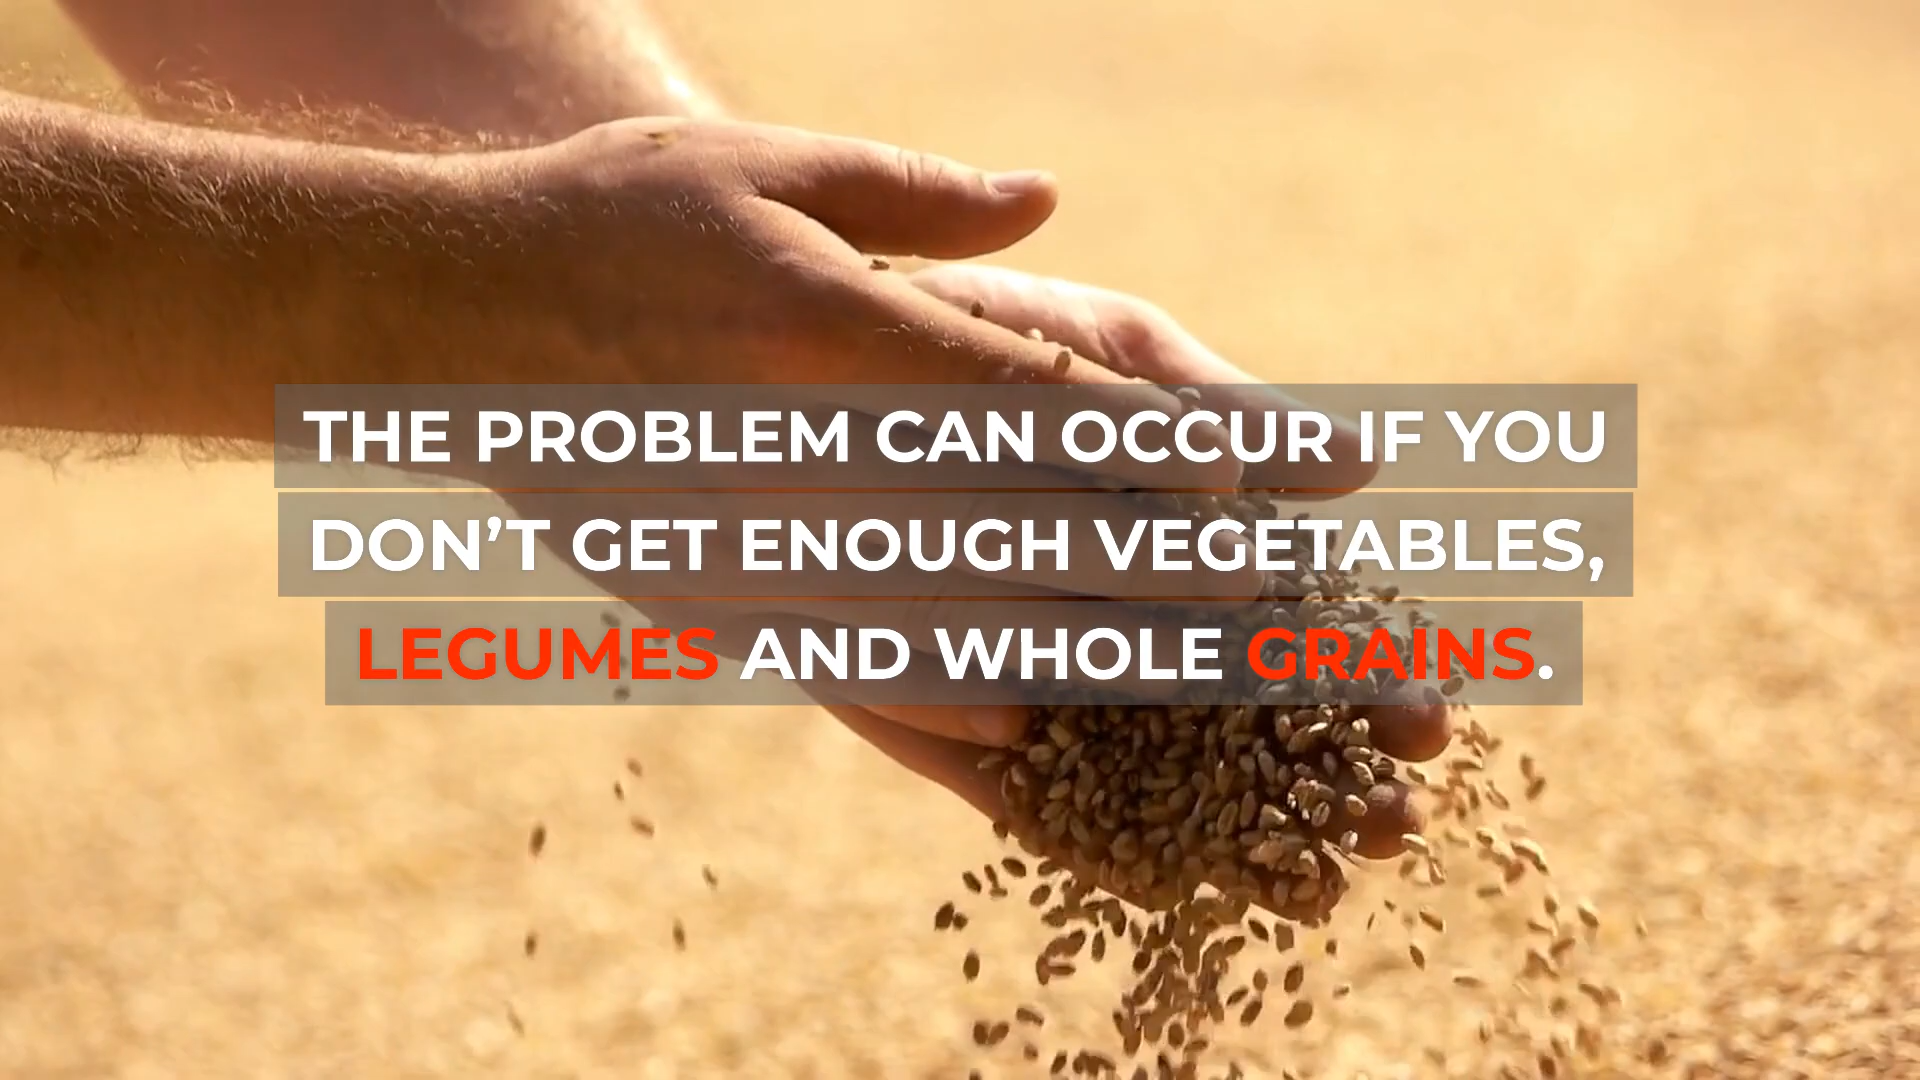 THE PROBLEM CAN OCCUR IF YOU
DON’T GET ENOUGH VEGETABLES,
LEGUMES AND WHOLE GRAINS.